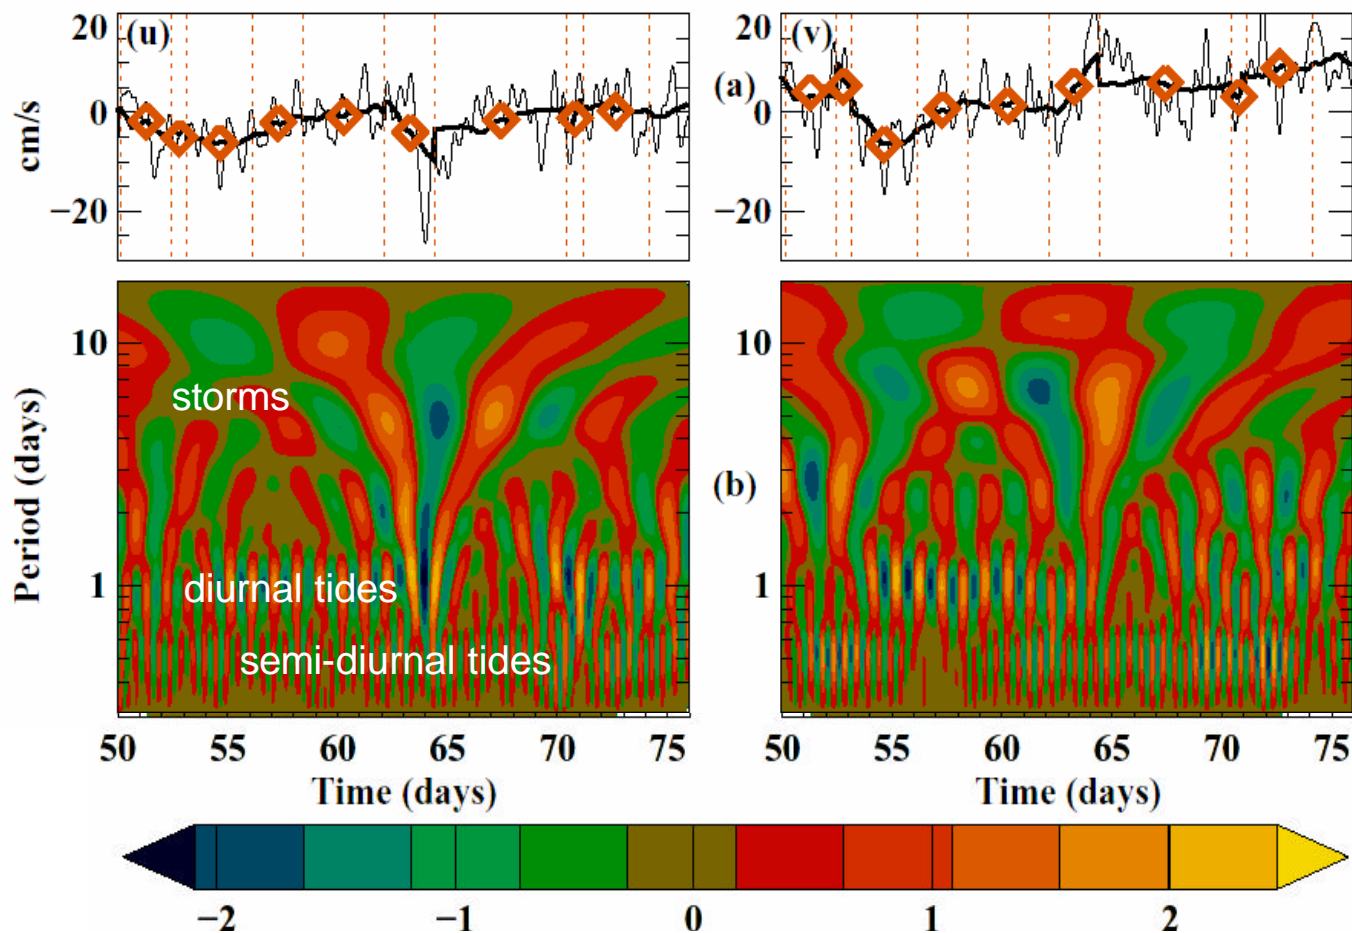 20 (u) 20 (v)
(a)
0 0
cm/s
−20 −20
10 10
storms
Period (days)
(b)
1 1
diurnal tides
semi-diurnal tides
50 55 60 65 70 75 50 55 60 65 70 75
Time (days) Time (days)
−2 −1 0 1 2